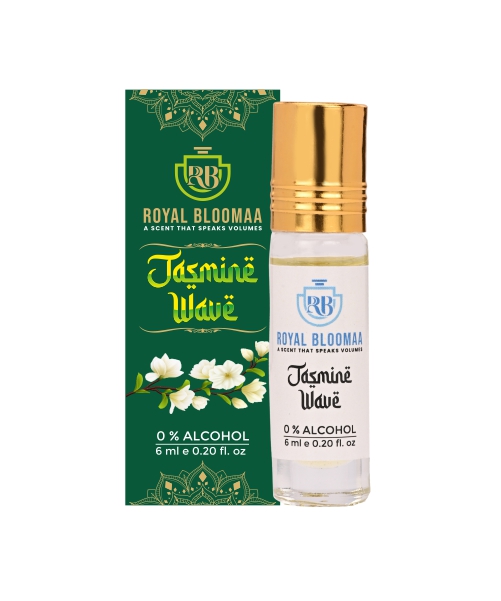 RB
ROYAL BLOOMAA
A SCENT THAT SPEAKS VOLUMES
Jasminë
Wavë
0 % ALCOHOL
6 ml e 0.20 fl. oz
RB
ROYAL BLOOMAA
A SCENT THAT SPEAKS VOLUMES
Jasminë
Wavë
0 % ALCOHOL
6 ml e 0.20 fl. oz